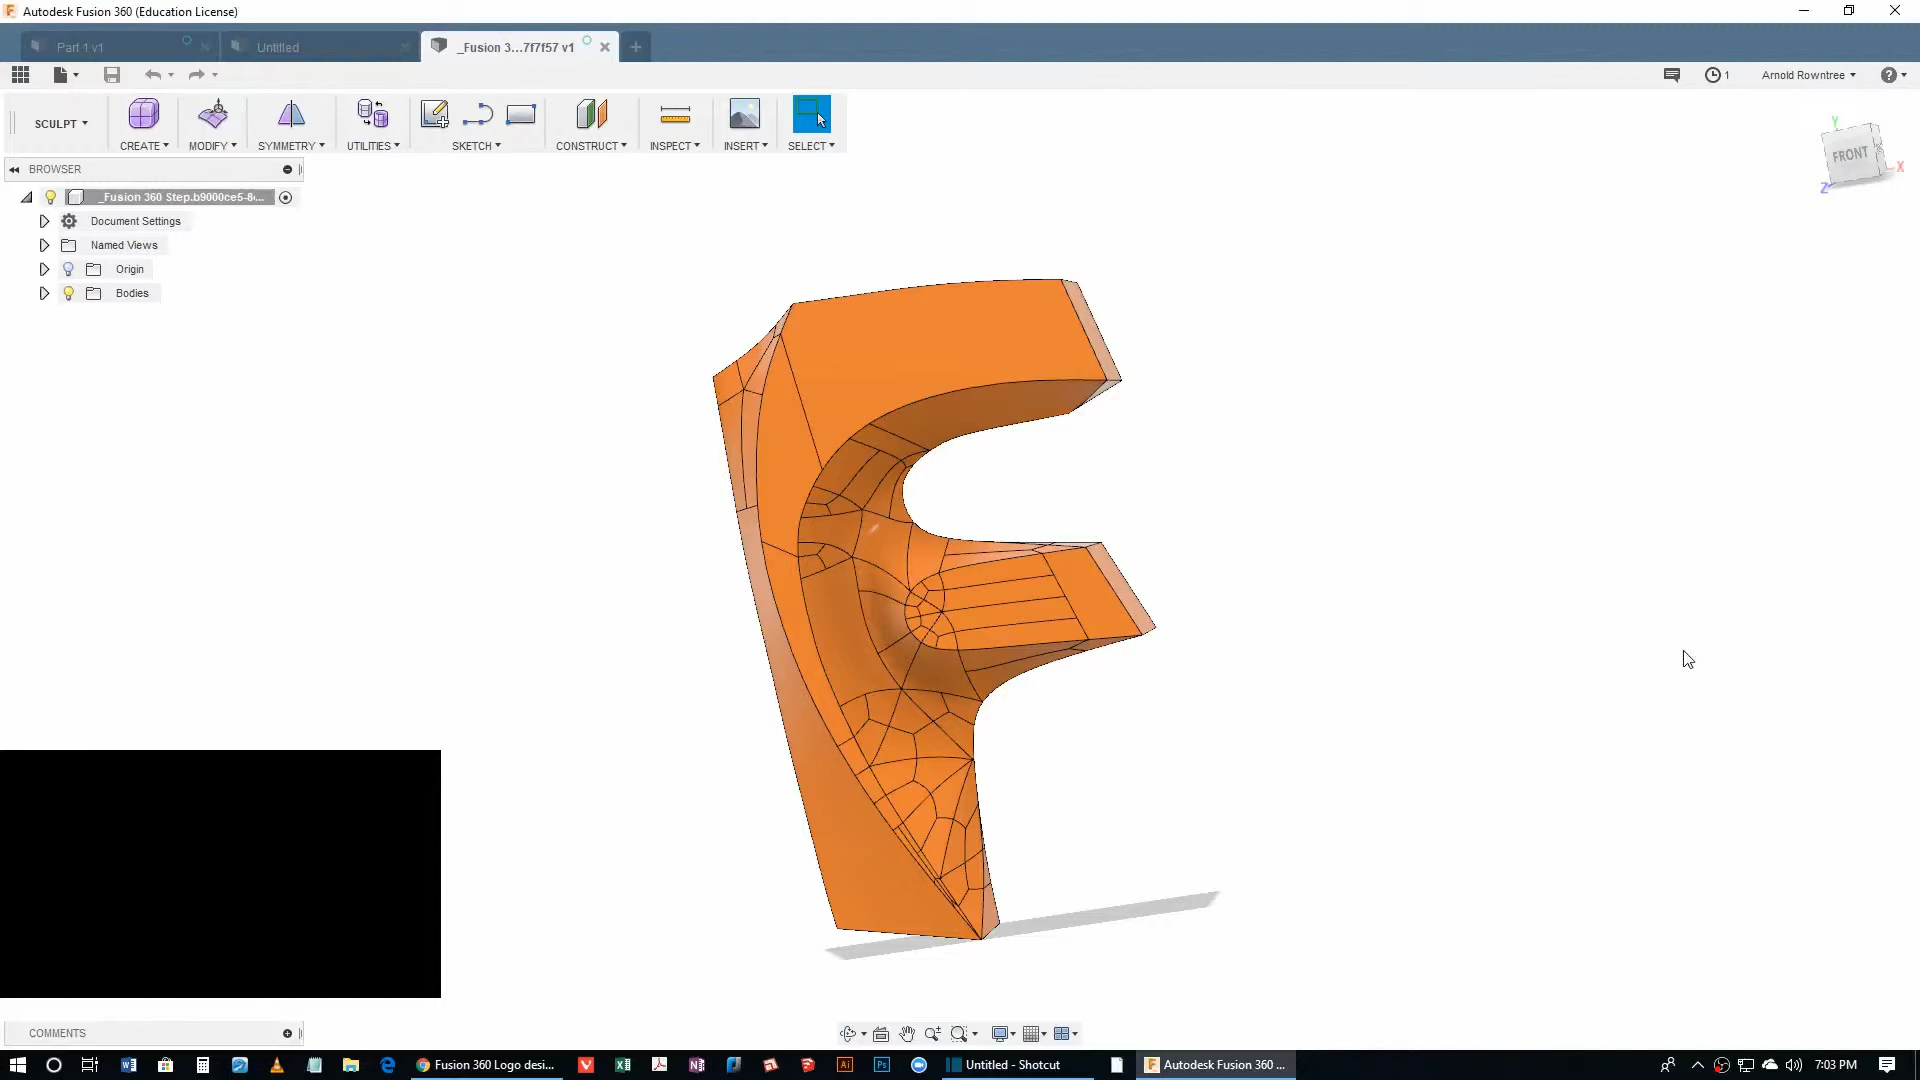 Autodesk Fusion 360 (Education License)
Part 1 v1
Untitled
_Fusion 3...7f7f57 v1
1
Arnold Rowntree
SCULPT
CREATE
MODIFY
SYMMETRY
UTILITIES
SKETCH
CONSTRUCT
INSPECT
INSERT
SELECT
BROWSER
_Fusion 360 Step.b9000ce5-8...
Document Settings
Named Views
Origin
Bodies
Y
FRONT
X
Z
COMMENTS
Fusion 360 Logo desi...
Untitled - Shotcut
Autodesk Fusion 360 ...
7:03 PM